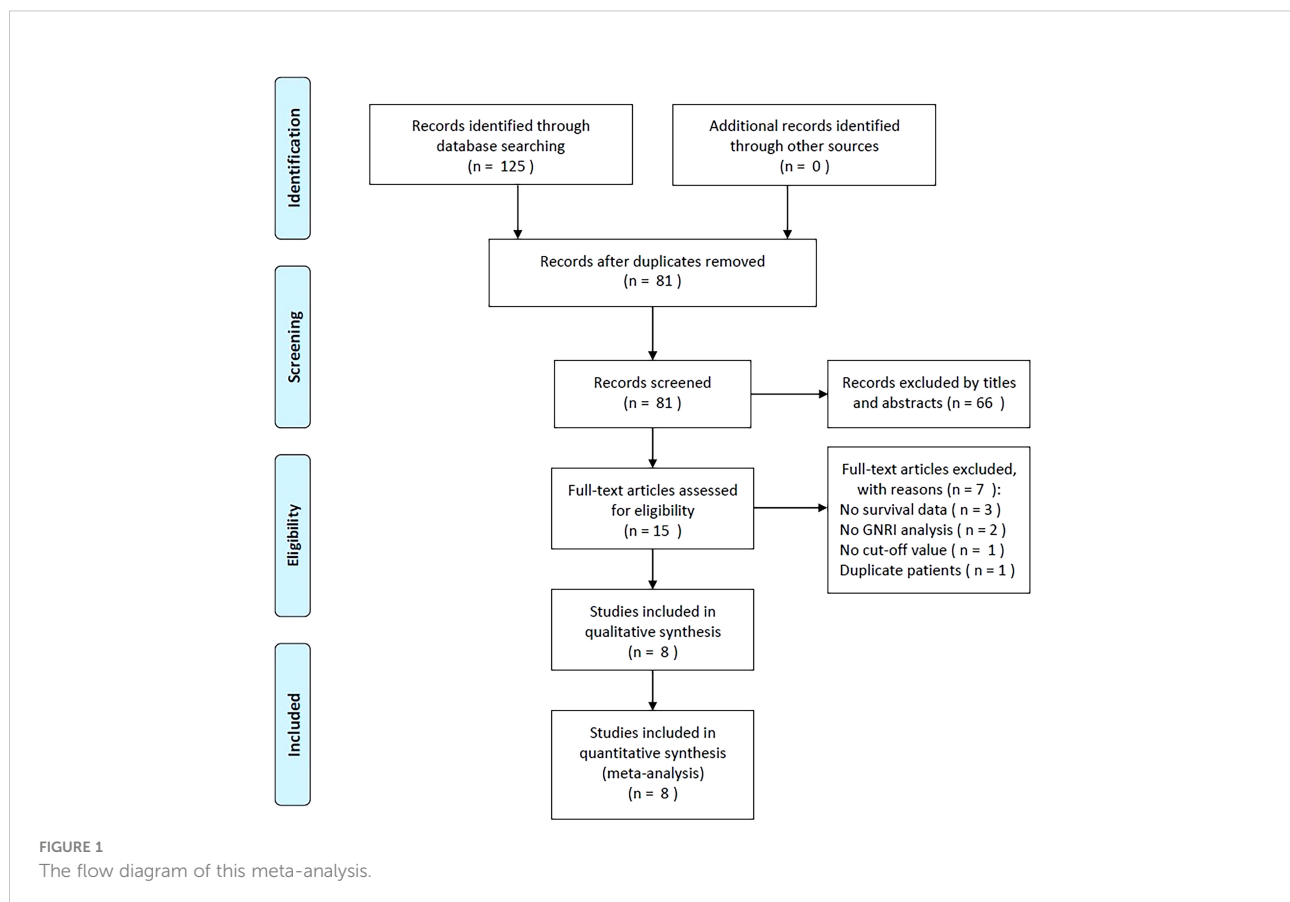 Identification
Records identified through
database searching
(n = 125 )
Additional records identified
through other sources
(n = 0 )
Records after duplicates removed
(n = 81 )
Screening
Records screened
(n = 81 )
Records excluded by titles
and abstracts (n = 66 )
Eligibility
Full-text articles assessed
for eligibility
(n = 15 )
Full-text articles excluded,
with reasons (n = 7 ):
No survival data ( n = 3 )
No GNRI analysis ( n = 2 )
No cut-off value ( n = 1 )
Duplicate patients ( n = 1 )
Studies included in
qualitative synthesis
(n = 8 )
Included
Studies included in
quantitative synthesis
(meta-analysis)
(n = 8 )
FIGURE 1
The flow diagram of this meta-analysis.